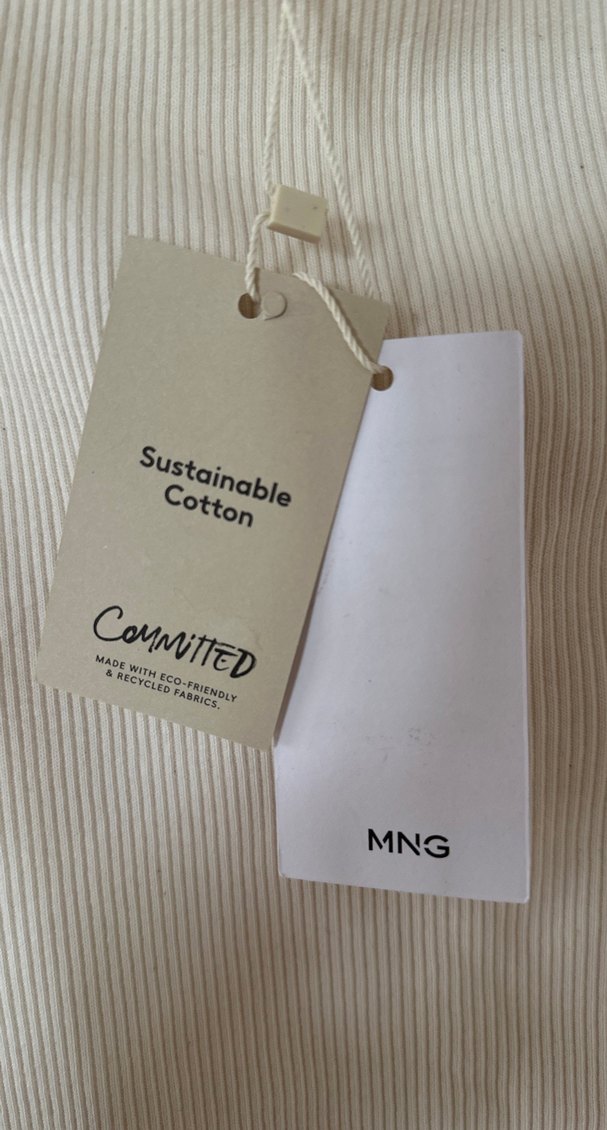 Sustainable
Cotton
COMMITTED
MADE WITH ECO-FRIENDLY
& RECYCLED FABRICS.
MNG